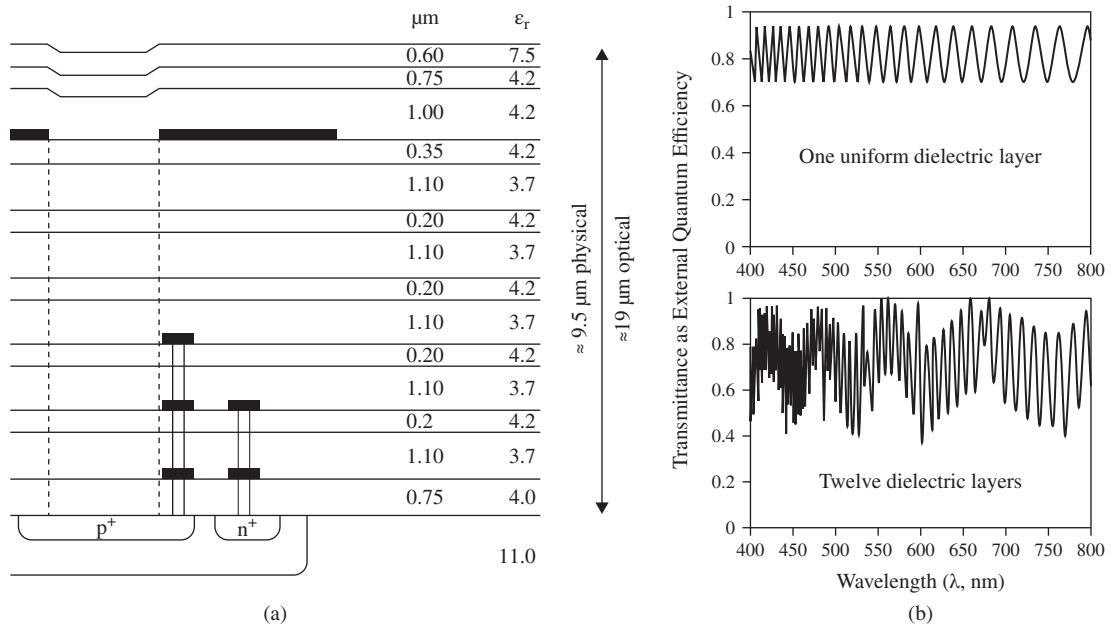 μm εr
0.60 7.5
0.75 4.2
1.00 4.2
0.35 4.2
1.10 3.7
0.20 4.2
1.10 3.7
0.20 4.2
1.10 3.7
0.20 4.2
1.10 3.7
0.2 4.2
1.10 3.7
0.75 4.0
p+ n+
11.0
≈ 9.5 μm physical
≈19 μm optical
(a)
Transmittance as External Quantum Efficiency
1
0.8
0.6
0.4
0.2
0
One uniform dielectric layer
400 450 500 550 600 650 700 750 800
1
0.8
0.6
0.4
0.2
0
Twelve dielectric layers
400 450 500 550 600 650 700 750 800
Wavelength (λ, nm)
(b)